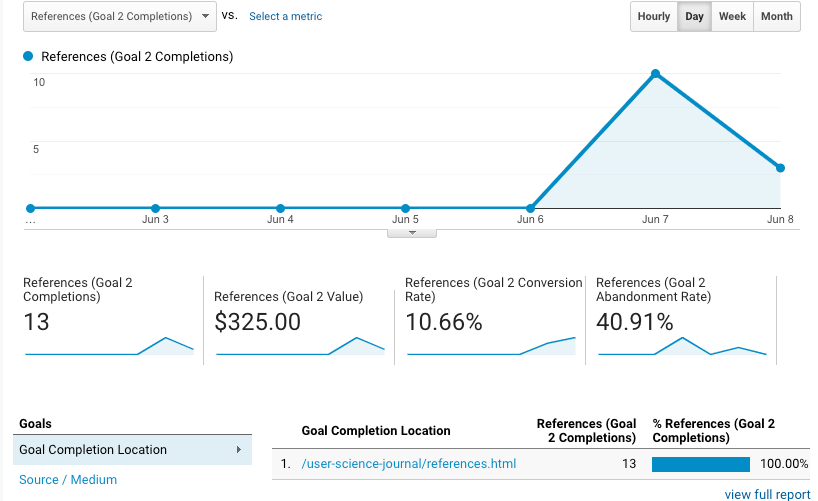 References (Goal 2 Completions) vs. Select a metric Hourly Day Week Month
References (Goal 2 Completions)
10
5
... Jun 3 Jun 4 Jun 5 Jun 6 Jun 7 Jun 8
References (Goal 2
Completions)
13
References (Goal 2 Value)
$325.00
References (Goal 2 Conversion
Rate)
10.66%
References (Goal 2
Abandonment Rate)
40.91%
Goals
Goal Completion Location
Source / Medium
Goal Completion Location
References (Goal
2 Completions)
% References (Goal 2
Completions)
1. /user-science-journal/references.html 13 100.00%
view full report